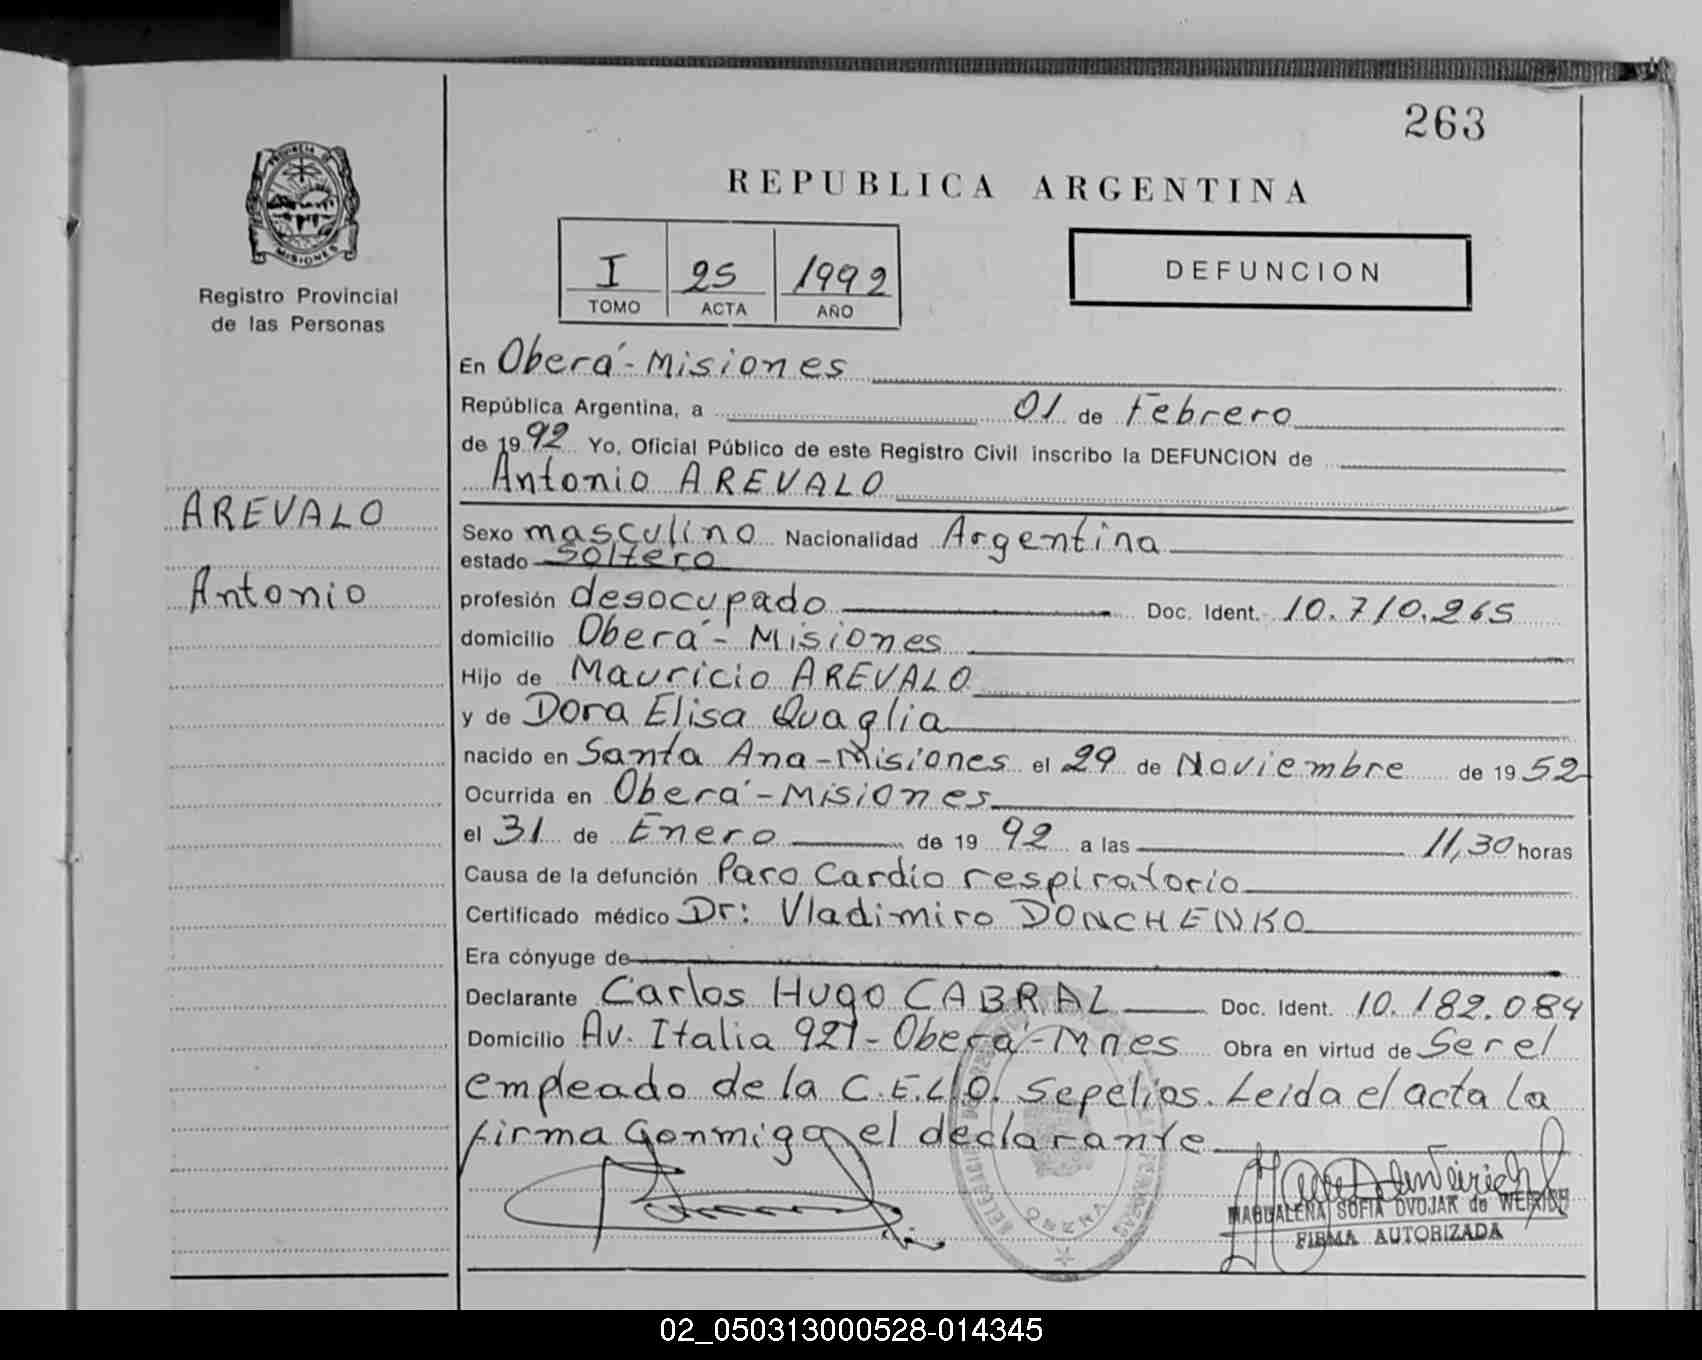 263
PROVINCIA DE
MISIONES
Registro Provincial
de las Personas
REPUBLICA ARGENTINA
I 25 1992
TOMO ACTA AÑO
DEFUNCION
En Oberá - Misiones
República Argentina, a 01 de Febrero
de 1992 Yo, Oficial Público de este Registro Civil inscribo la DEFUNCION de
Antonio AREVALO
AREVALO
Antonio
Sexo masculino Nacionalidad Argentina
estado soltero
profesión desocupado Doc. Ident. 10.710.265
domicilio Oberá - Misiones
Hijo de Mauricio AREVALO
y de Dora Elisa Quaglia
nacido en Santa Ana - Misiones el 29 de Noviembre de 1952
Ocurrida en Oberá - Misiones
el 31 de Enero de 1992 a las 11,30 horas
Causa de la defunción Paro Cardio respiratorio
Certificado médico Dr: Vladimiro DONCHENKO
Era cónyuge de
Declarante Carlos Hugo CABRAL Doc. Ident. 10.182.084
Domicilio Av. Italia 921 - Oberá - Mnes Obra en virtud de Ser el
empleado de la C.E.L.O. Sepelios. Leida el acta la
firma Conmigo el declarante
OBERA
MAGDALENA SOFIA DVOJAK de WEIRICH
FIRMA AUTORIZADA
02_050313000528-014345